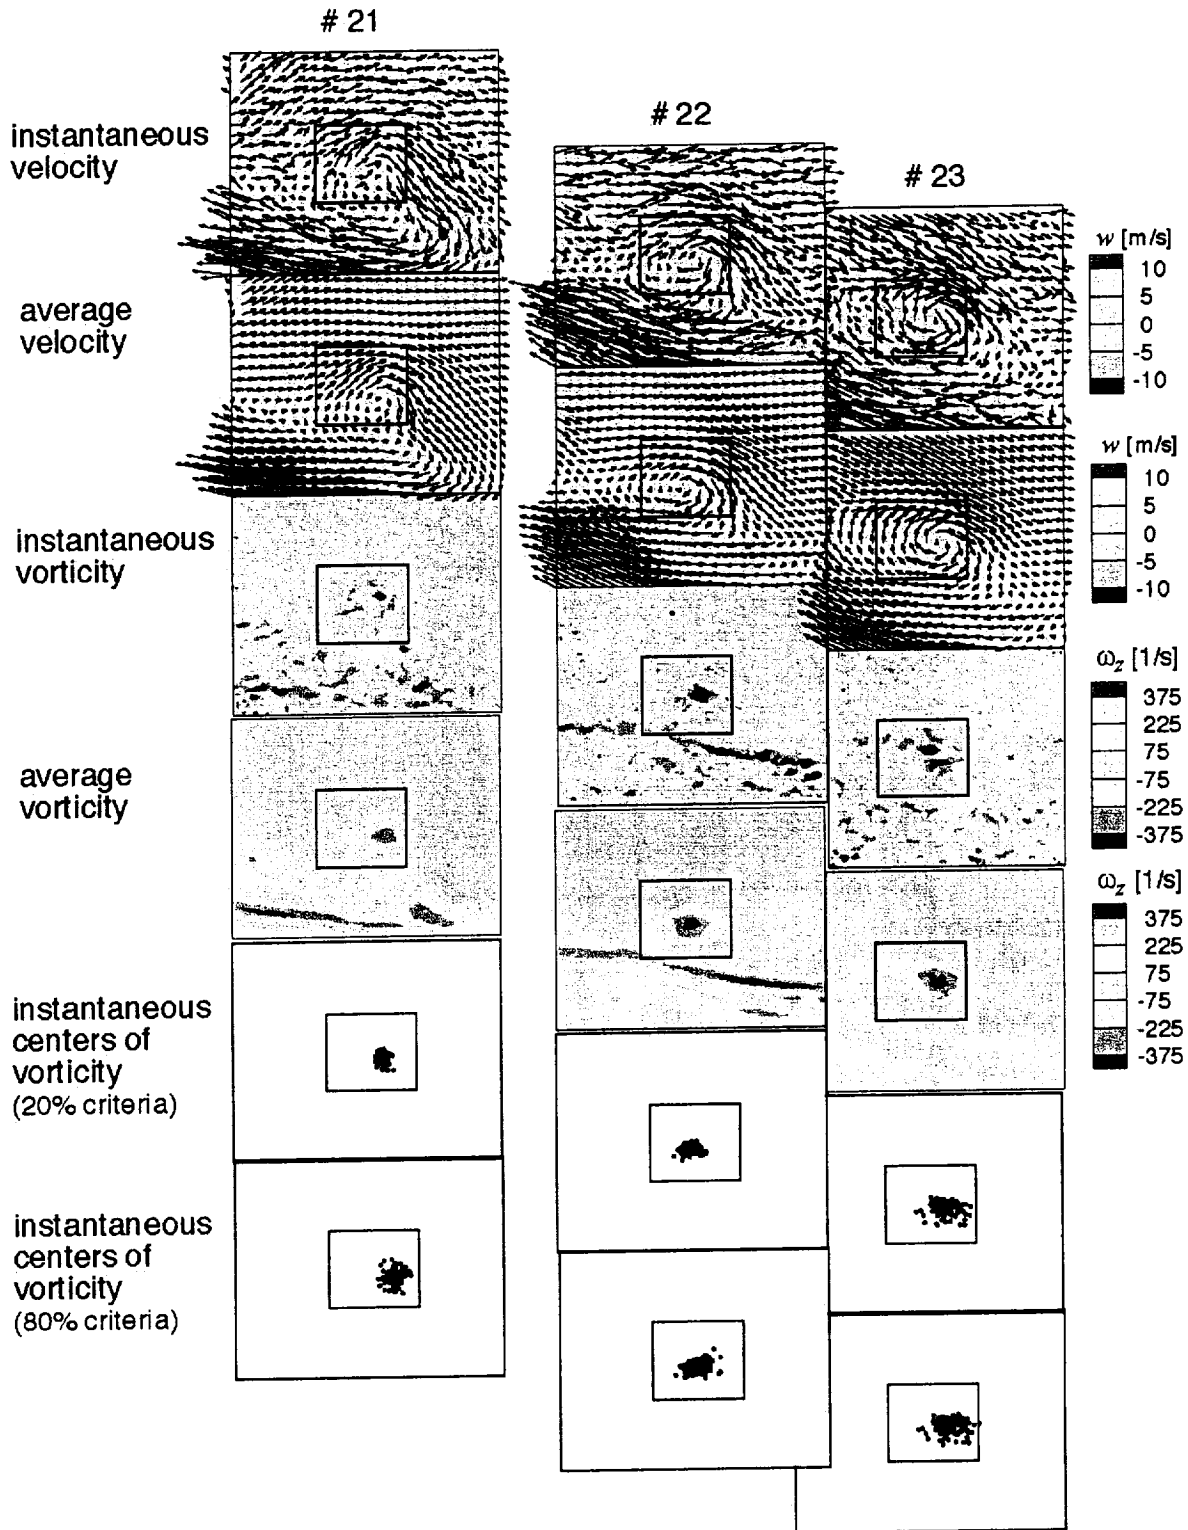 # 21
# 22
# 23
instantaneous
velocity
average
velocity
instantaneous
vorticity
average
vorticity
instantaneous
centers of
vorticity
(20% criteria)
instantaneous
centers of
vorticity
(80% criteria)
w [m/s]
10
5
0
-5
-10
w [m/s]
10
5
0
-5
-10
ωz [1/s]
375
225
75
-75
-225
-375
ωz [1/s]
375
225
75
-75
-225
-375